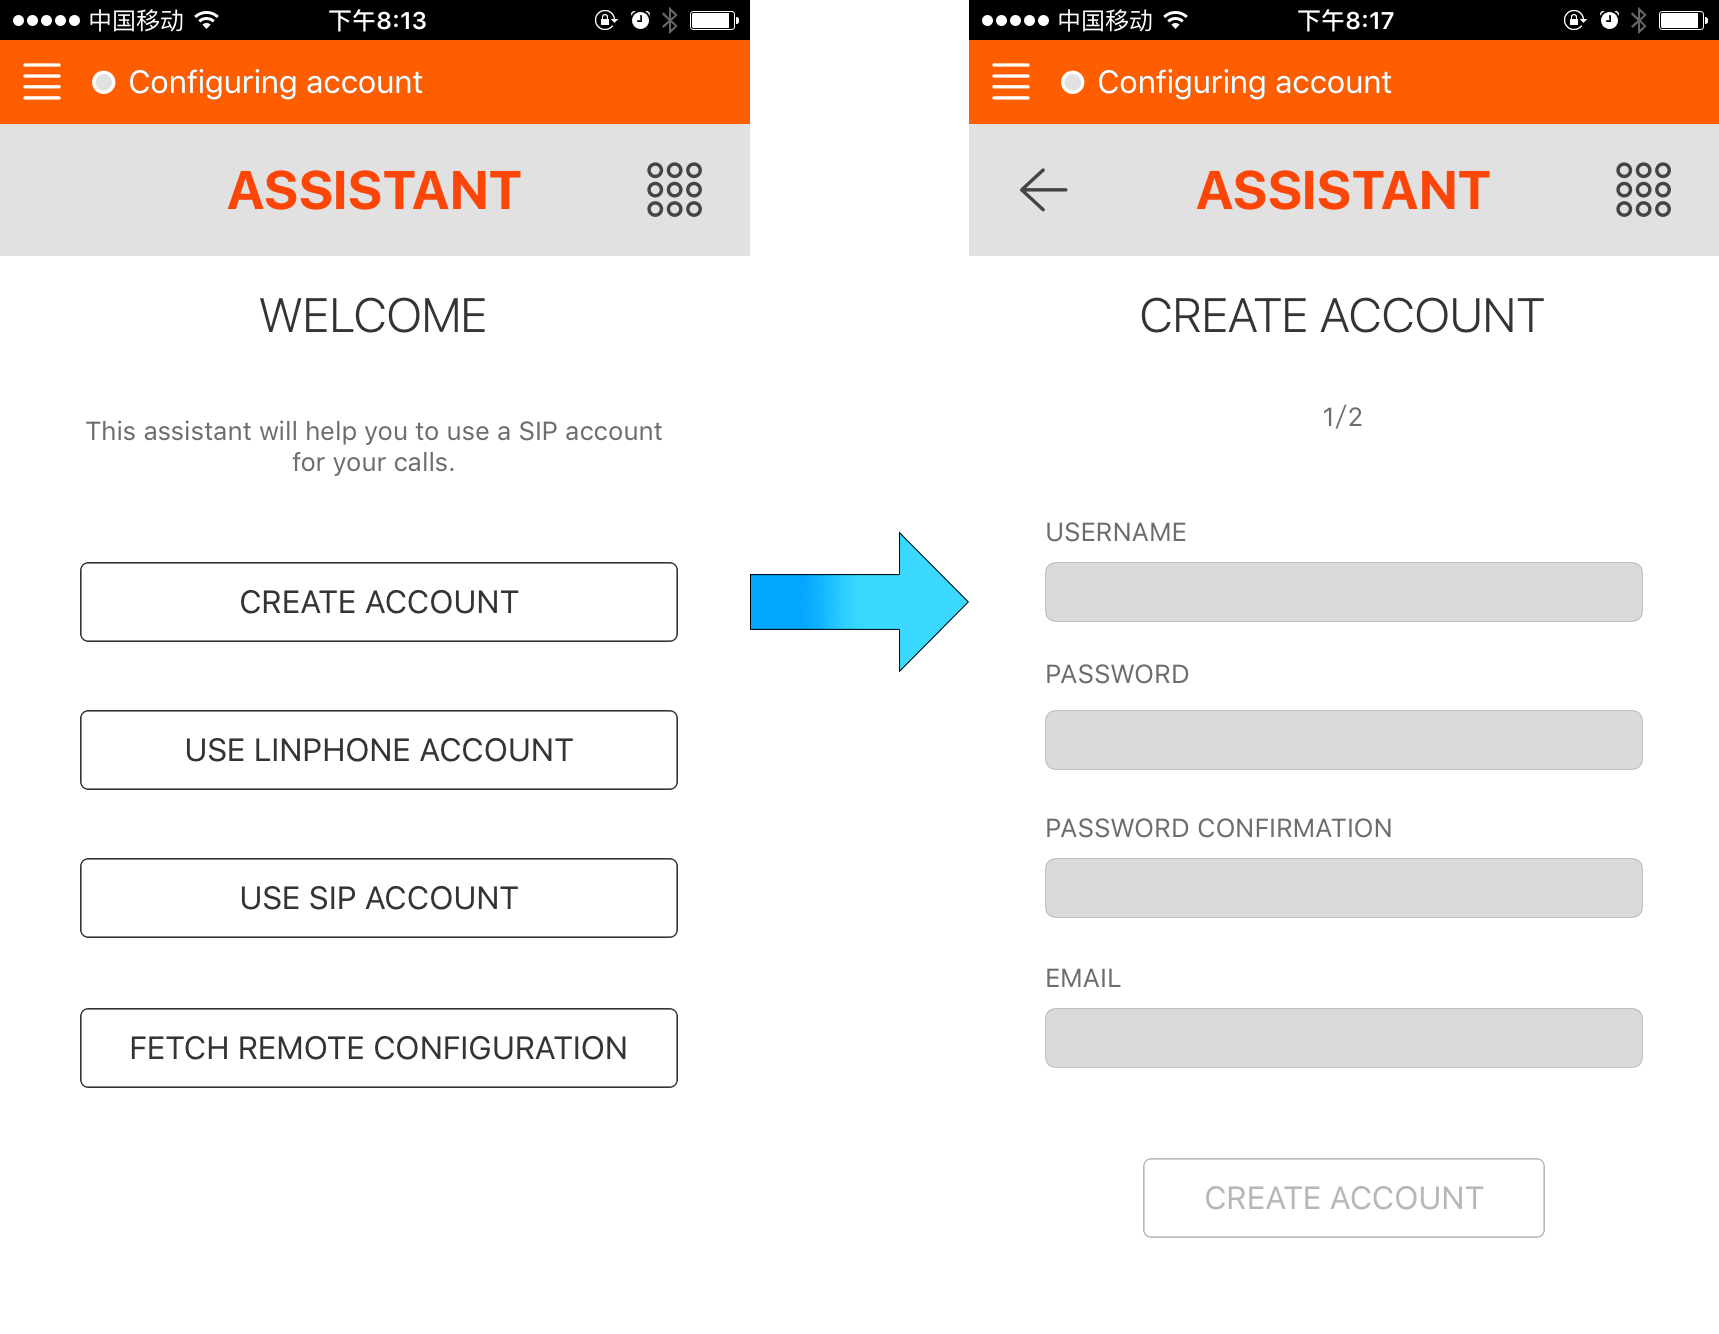 中国移动 下午8:13
Configuring account
ASSISTANT
WELCOME
This assistant will help you to use a SIP account
for your calls.
CREATE ACCOUNT
USE LINPHONE ACCOUNT
USE SIP ACCOUNT
FETCH REMOTE CONFIGURATION
中国移动 下午8:17
Configuring account
ASSISTANT
CREATE ACCOUNT
1/2
USERNAME
PASSWORD
PASSWORD CONFIRMATION
EMAIL
CREATE ACCOUNT